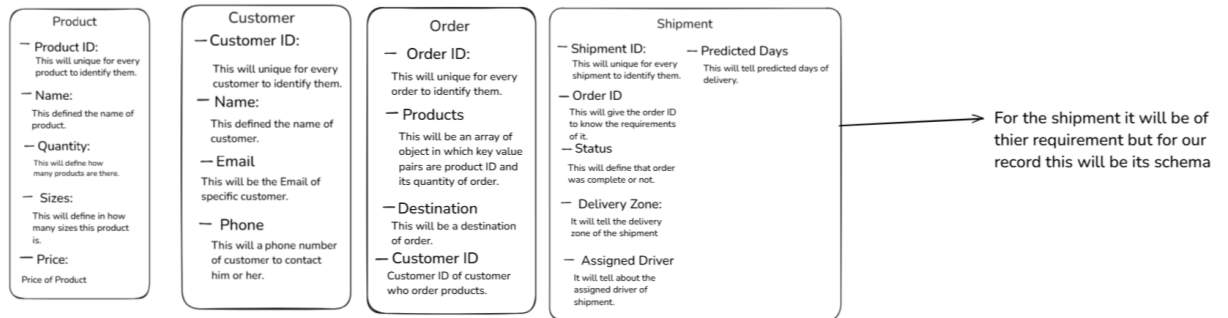 Product
— Product ID:
This will unique for every
product to identify them.
— Name:
This defined the name of
product.
— Quantity:
This will define how
many products are there.
— Sizes:
This will define in how
many sizes this product
is.
— Price:
Price of Product
Customer
— Customer ID:
This will unique for every
customer to identify them.
— Name:
This defined the name of
customer.
— Email
This will be the Email of
specific customer.
— Phone
This will a phone number
of customer to contact
him or her.
Order
— Order ID:
This will unique for every
order to identify them.
— Products
This will be an array of
object in which key value
pairs are product ID and
its quantity of order.
— Destination
This will be a destination
of order.
— Customer ID
Customer ID of customer
who order products.
Shipment
— Shipment ID:
This will unique for every
shipment to identify them.
— Order ID
This will give the order ID
to know the requirements
of it.
— Status
This will define that order
was complete or not.
— Delivery Zone:
It will tell the delivery
zone of the shipment
— Assigned Driver
It will tell about the
assigned driver of
shipment.
— Predicted Days
This will tell predicted days of
delivery.
For the shipment it will be of
thier requirement but for our
record this will be its schema